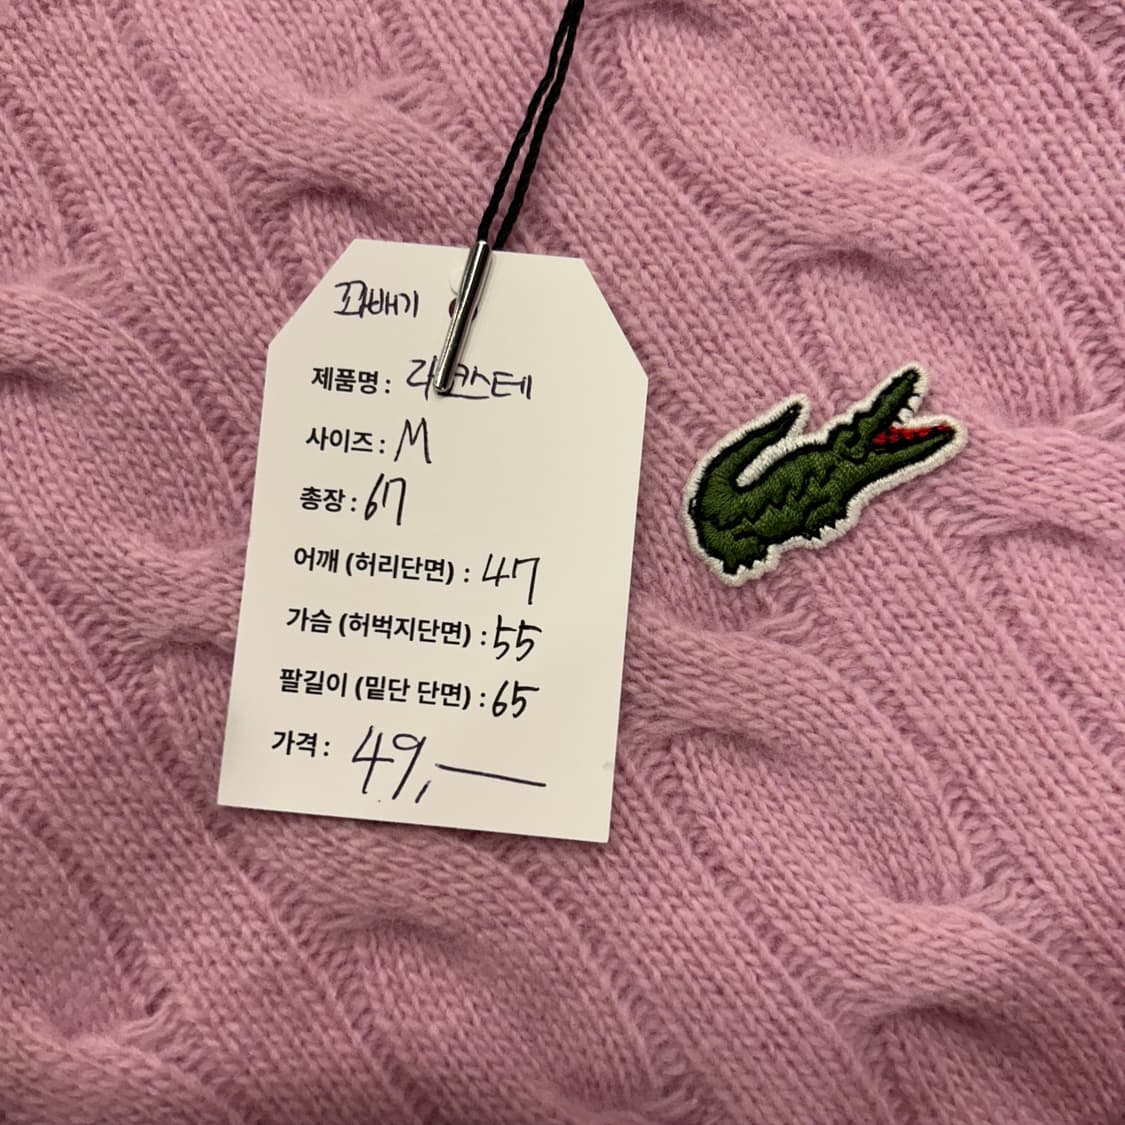 꽈배기
제품명 : 라코스테
사이즈 : M
총장 : 67
어깨 (허리단면) : 47
가슴 (허벅지단면) : 55
팔길이 (밑단 단면) : 65
가격 : 49,—